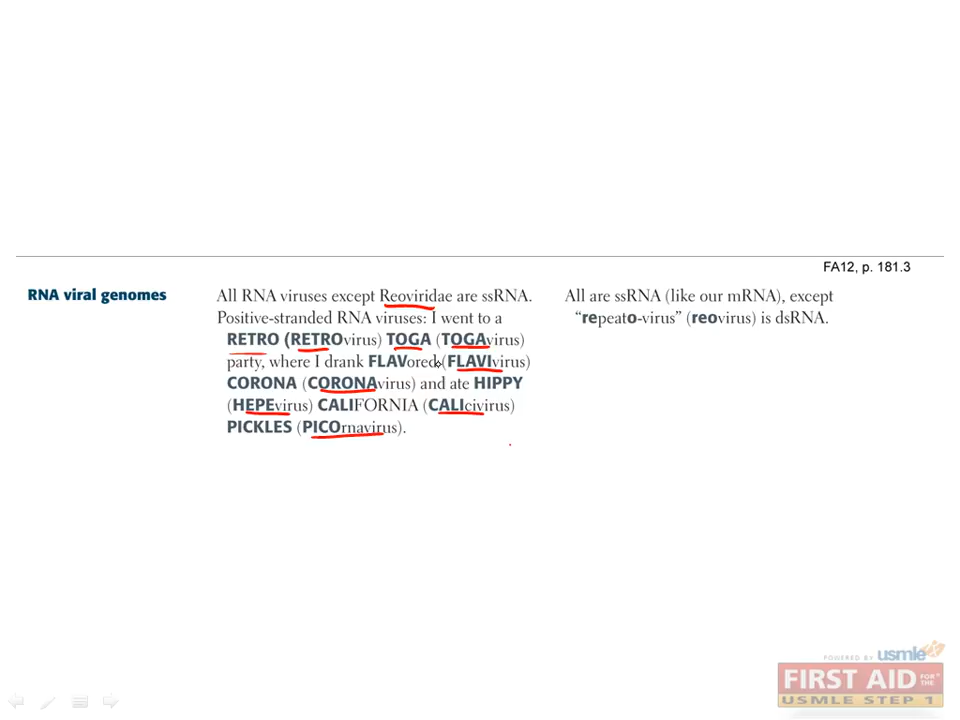 FA12, p. 181.3
RNA viral genomes
All RNA viruses except Reoviridae are ssRNA.
Positive-stranded RNA viruses: I went to a
RETRO (RETROvirus) TOGA (TOGAvirus)
party, where I drank FLAVored (FLAVIvirus)
CORONA (CORONAvirus) and ate HIPPY
(HEPEvirus) CALIFORNIA (CALIcivirus)
PICKLES (PICOrnavirus).
All are ssRNA (like our mRNA), except
“repeato-virus” (reovirus) is dsRNA.
POWERED BY usmle
FIRST AID FOR THE
USMLE STEP 1